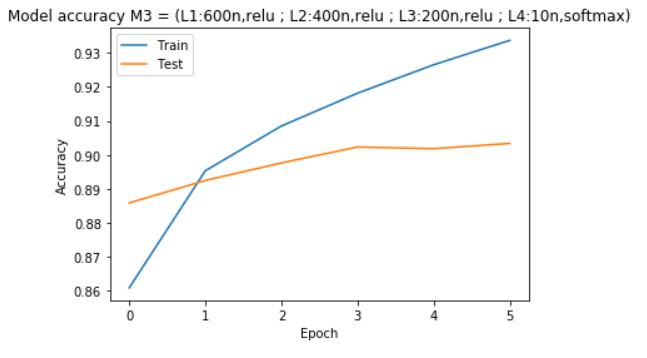 Model accuracy M3 = (L1:600n,relu ; L2:400n,relu ; L3:200n,relu ; L4:10n,softmax)
Train
Test
0.93
0.92
0.91
0.90
0.89
0.88
0.87
0.86
Accuracy
0 1 2 3 4 5
Epoch